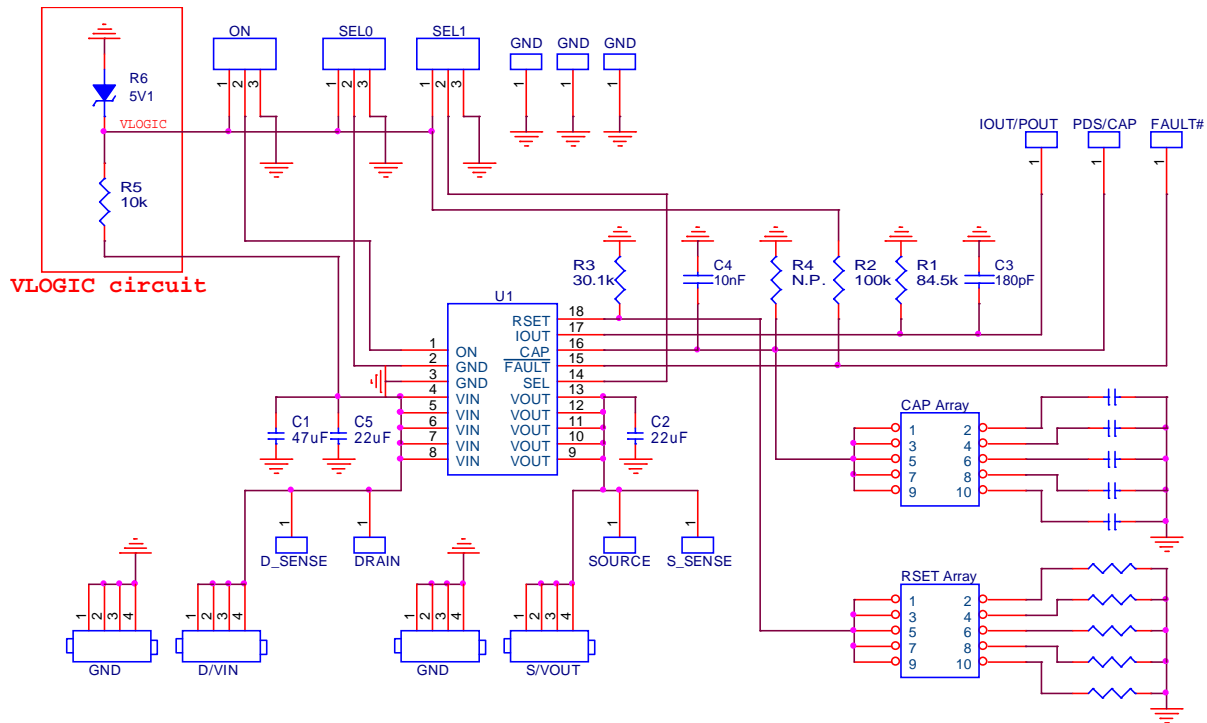 ON
SEL0
SEL1
GND
GND
GND
1
2
3
1
2
3
1
2
3
1
1
1
R6
5V1
VLOGIC
R5
10k
VLOGIC circuit
IOUT/POUT
PDS/CAP
FAULT#
1
1
1
R3
30.1k
C4
10nF
R4
N.P.
R2
100k
R1
84.5k
C3
180pF
U1
RSET 18
IOUT 17
1 ON CAP 16
2 GND FAULT 15
3 GND SEL 14
4 VIN VOUT 13
5 VIN VOUT 12
6 VIN VOUT 11
7 VIN VOUT 10
8 VIN VOUT 9
C1
47uF
C5
22uF
C2
22uF
CAP Array
1 2
3 4
5 6
7 8
9 10
1
D_SENSE
1
DRAIN
1
SOURCE
1
S_SENSE
RSET Array
1 2
3 4
5 6
7 8
9 10
1 2 3 4
GND
1 2 3 4
D/VIN
1 2 3 4
GND
1 2 3 4
S/VOUT